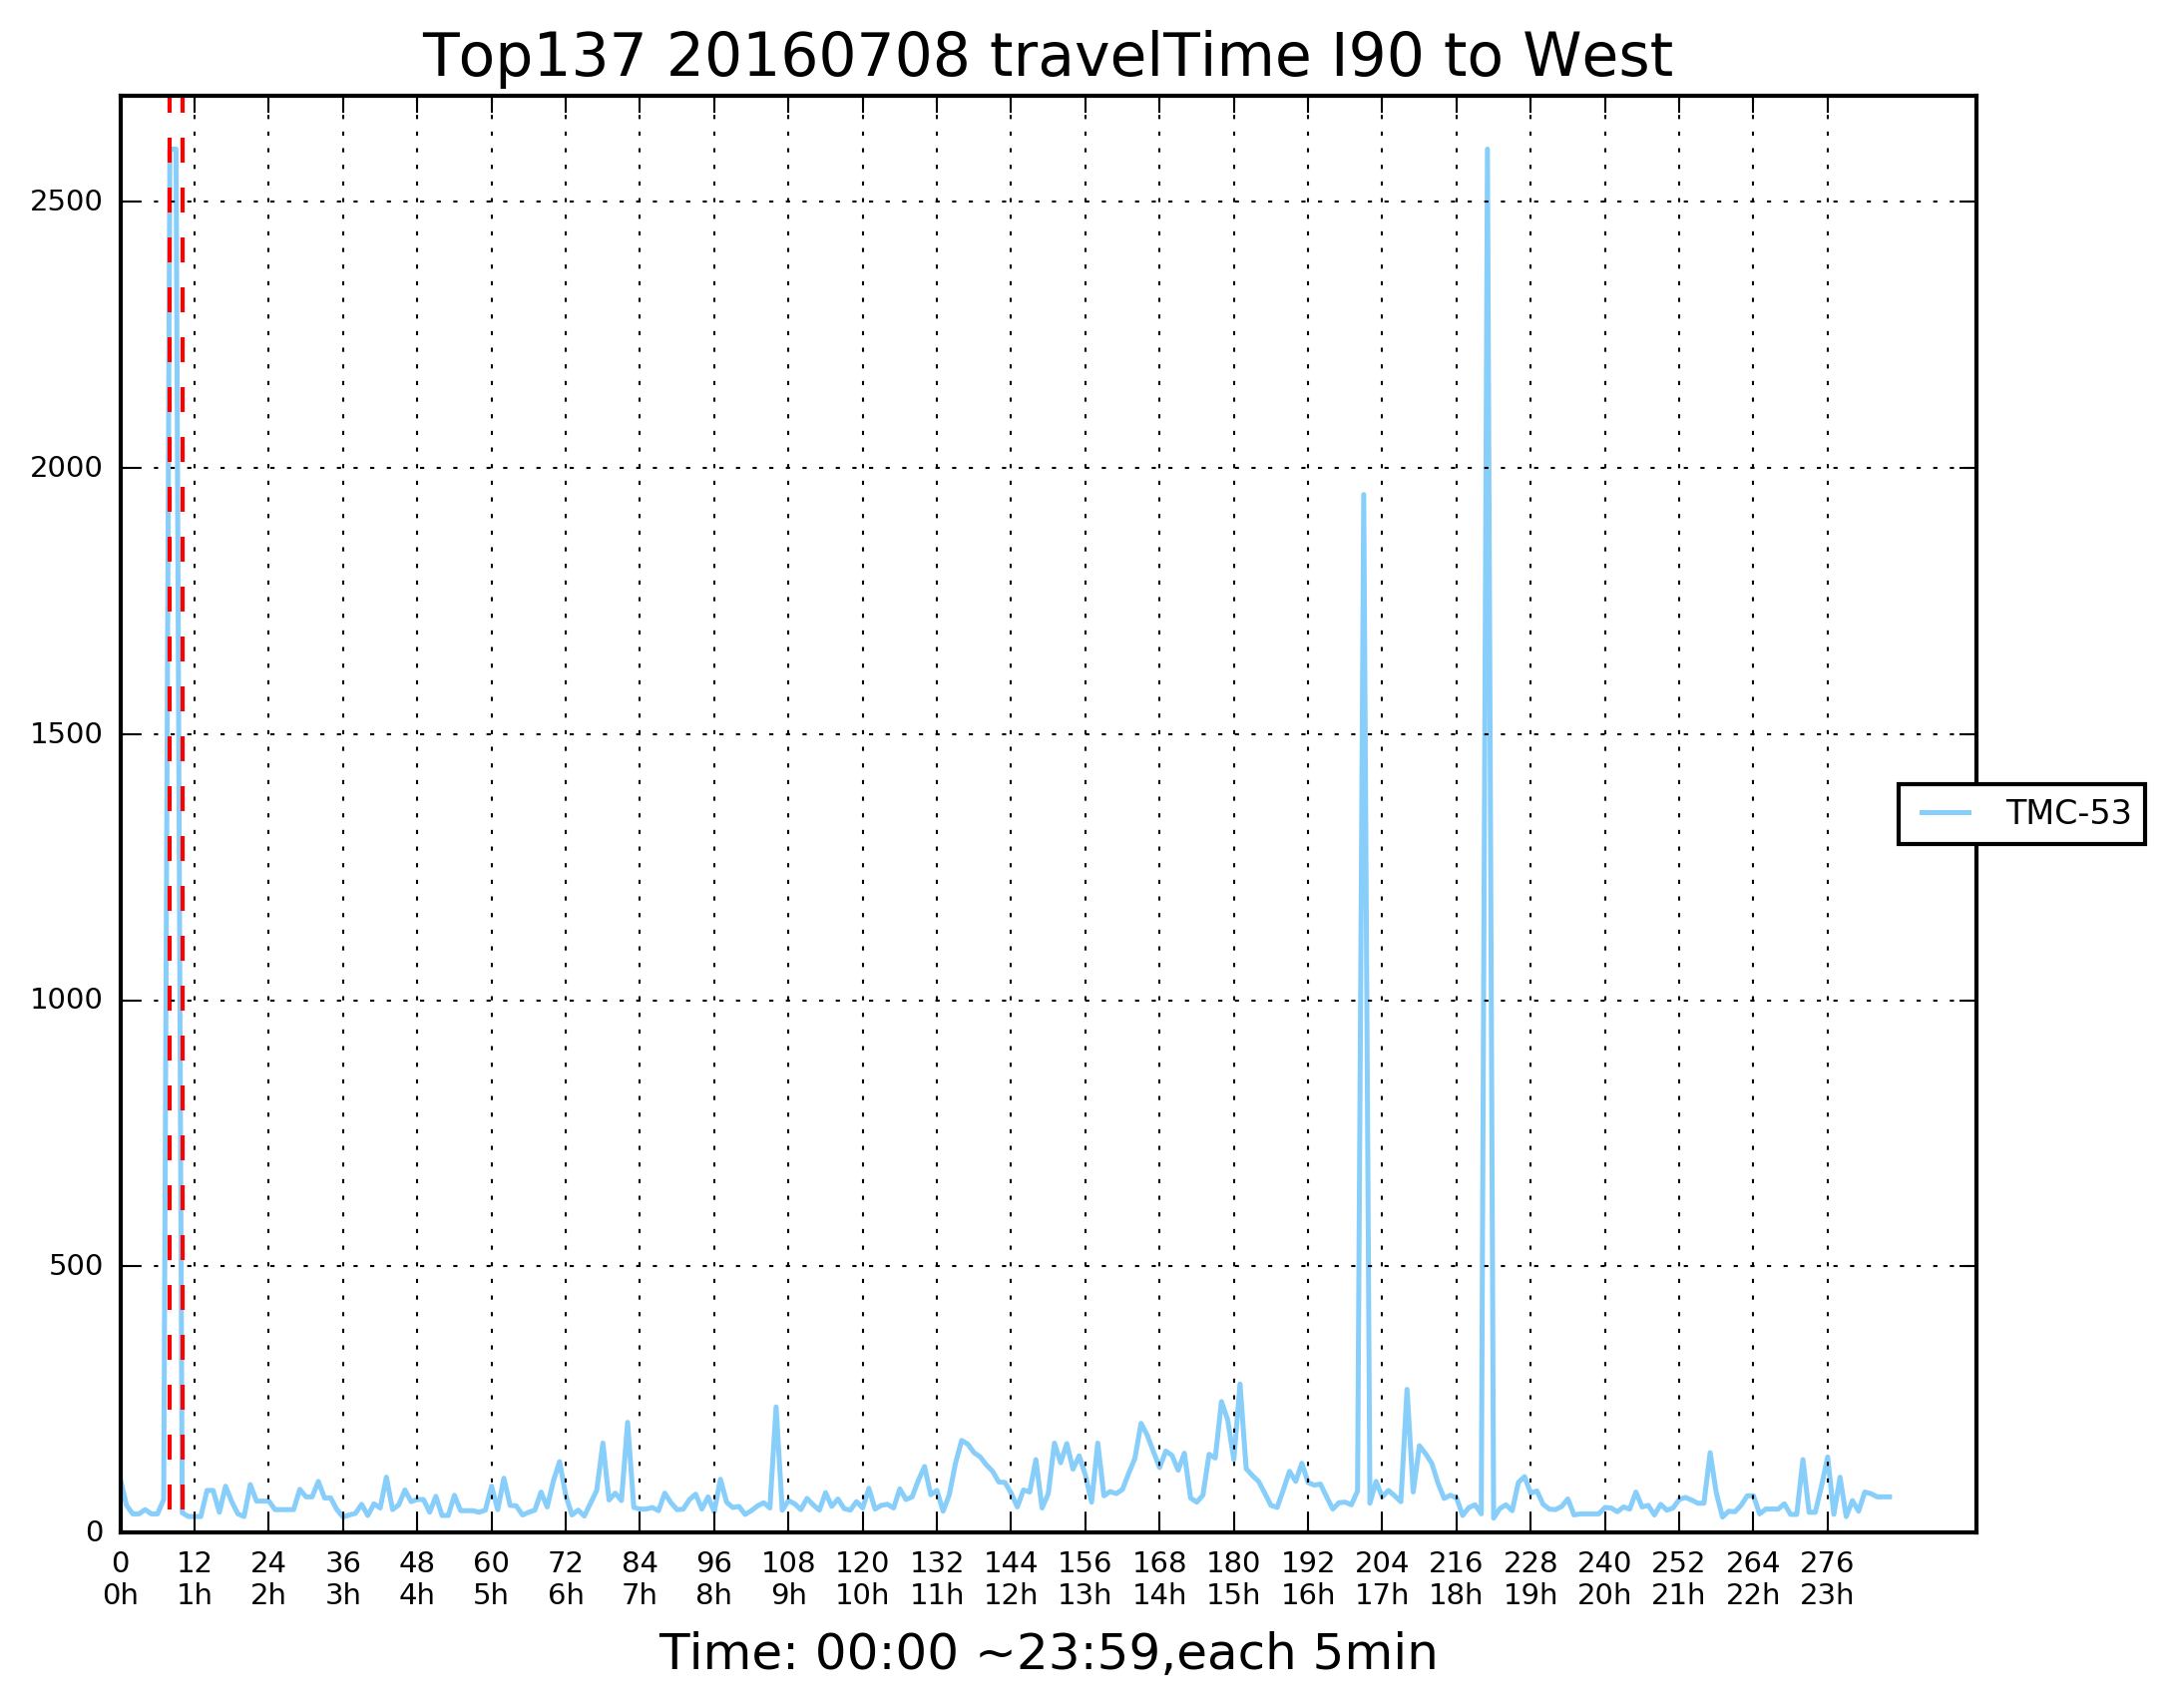 Top137 20160708 travelTime I90 to West
2500
2000
1500
1000
500
0
TMC-53
0 12 24 36 48 60 72 84 96 108 120 132 144 156 168 180 192 204 216 228 240 252 264 276
0h 1h 2h 3h 4h 5h 6h 7h 8h 9h 10h 11h 12h 13h 14h 15h 16h 17h 18h 19h 20h 21h 22h 23h
Time: 00:00 ~23:59,each 5min